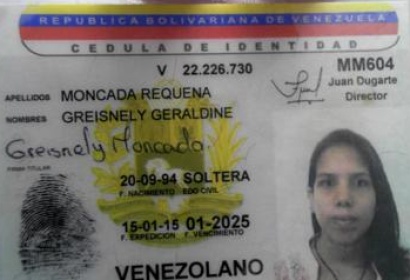 REPUBLICA BOLIVARIANA DE VENEZUELA
CEDULA DE IDENTIDAD
V 22.226.730
MM604
Juan Dugarte
Director
APELLIDOS MONCADA REQUENA
NOMBRES GREISNELY GERALDINE
Greisnely Moncada
FIRMA TITULAR
20-09-94 SOLTERA
F. NACIMIENTO EDO CIVIL
15-01-15 01-2025
F. EXPEDICION F. VENCIMIENTO
VENEZOLANO